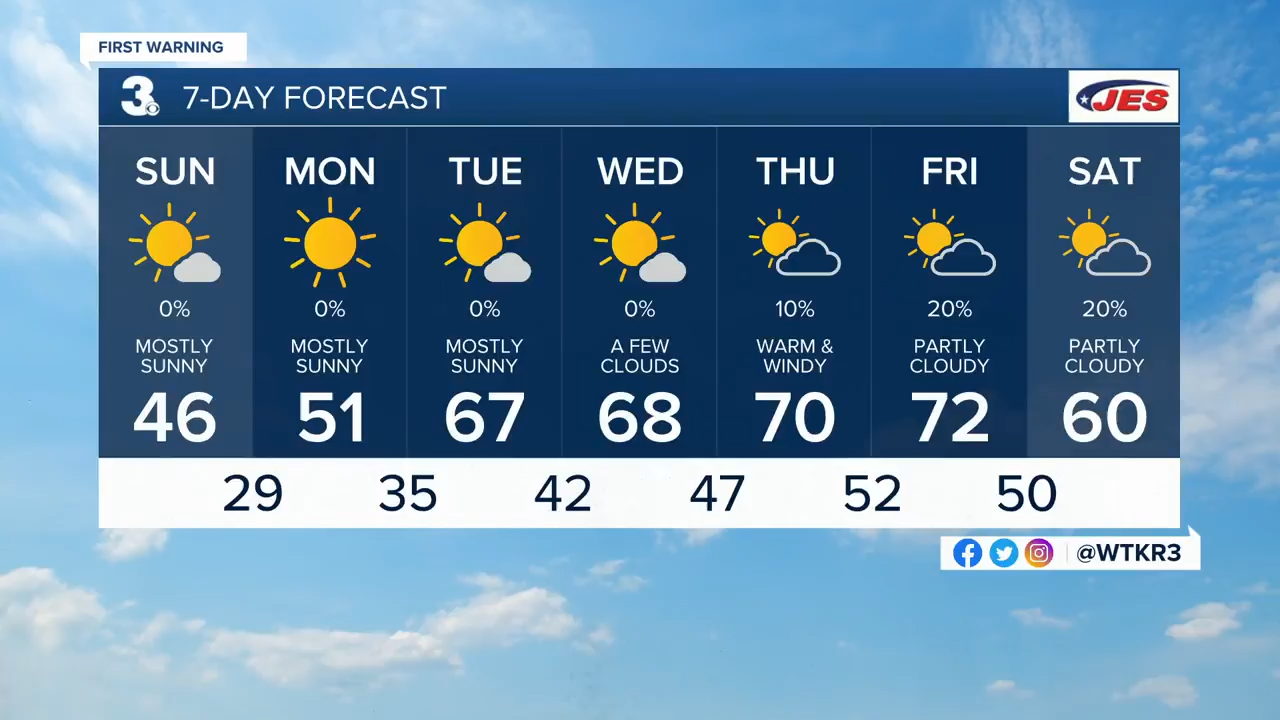 FIRST WARNING
3 7-DAY FORECAST
JES
SUN MON TUE WED THU FRI SAT
0% 0% 0% 0% 10% 20% 20%
MOSTLY MOSTLY MOSTLY A FEW WARM & PARTLY PARTLY
SUNNY SUNNY SUNNY CLOUDS WINDY CLOUDY CLOUDY
46 51 67 68 70 72 60
29 35 42 47 52 50
@WTKR3